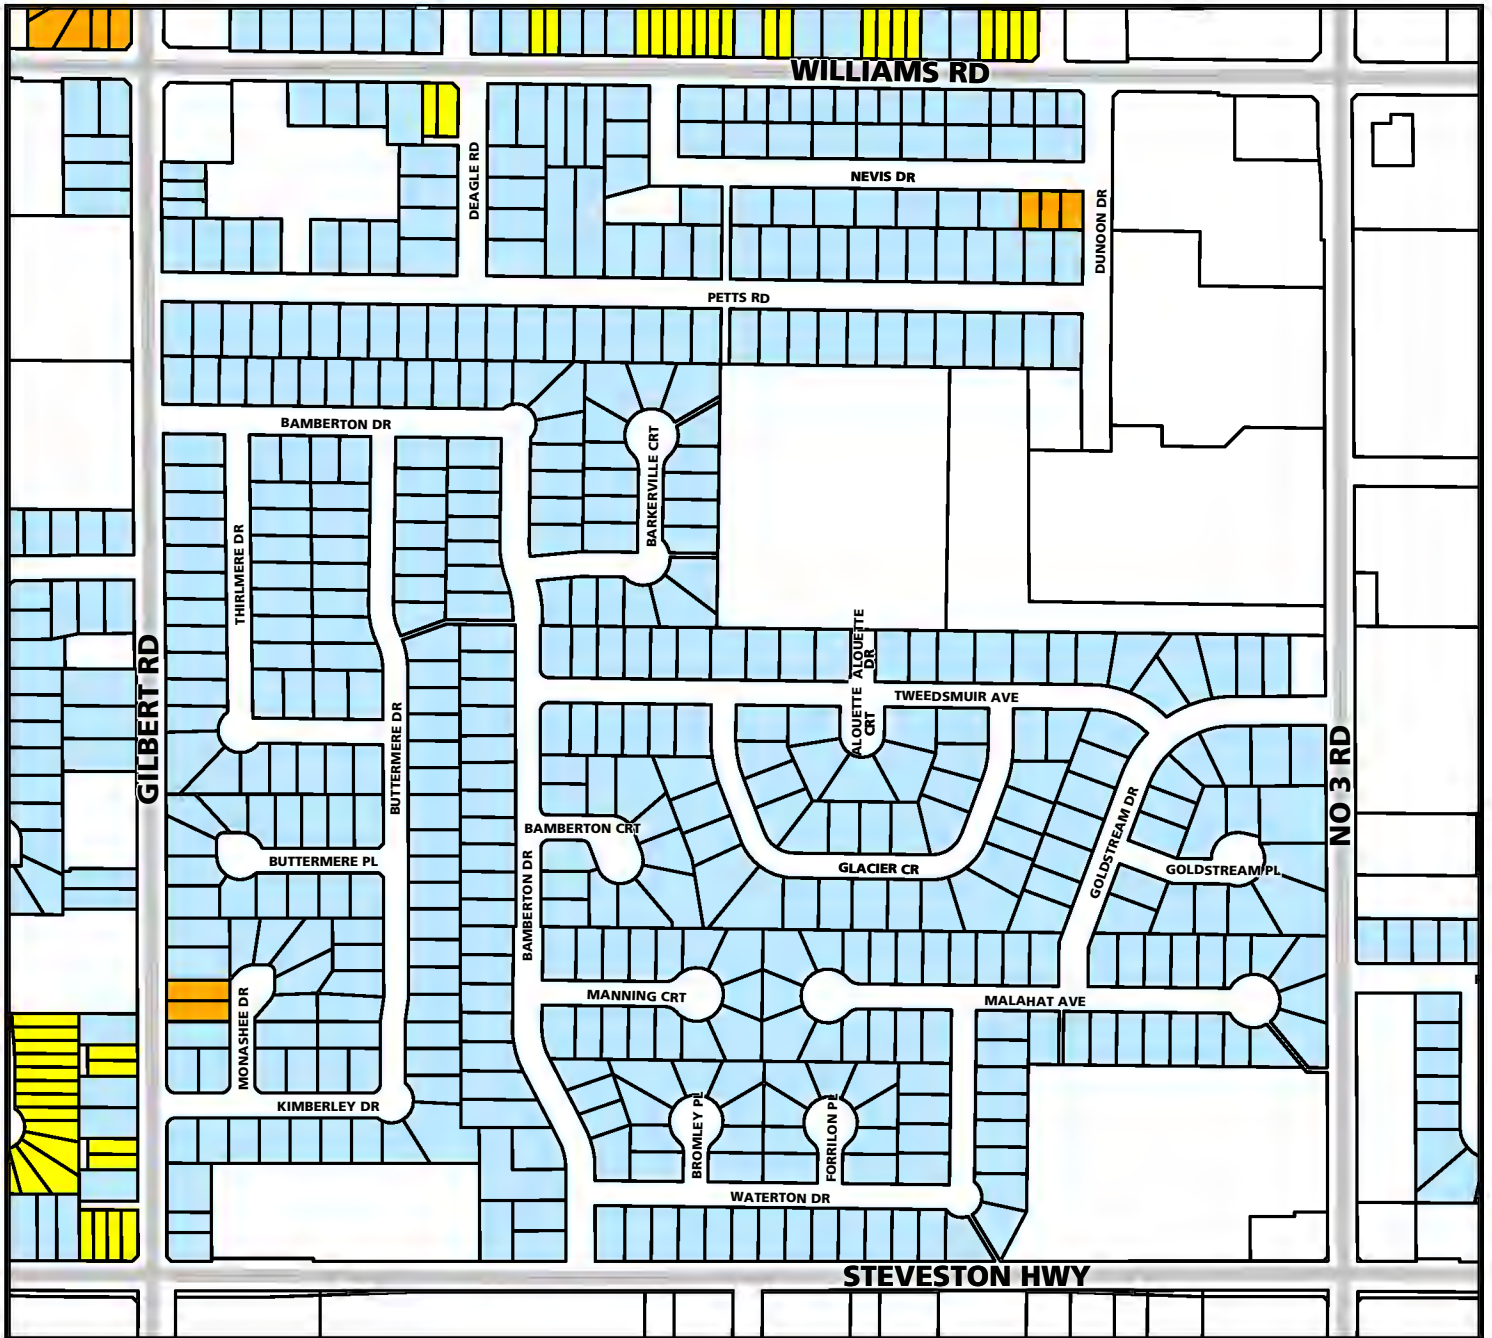 WILLIAMS RD
DEAGLE RD
NEVIS DR
DUNOON DR
PETTS RD
BAMBERTON DR
BARKERVILLE CRT
THIRLMERE DR
GILBERT RD
ALOUETTE
DR
TWEEDSMUIR AVE
ALOUETTE
CRT
ALOUETTE
BUTTERMERE DR
NO 3 RD
GOLDSTREAM DR
BAMBERTON CRT
BUTTERMERE PL
BAMBERTON DR
GLACIER CR
GOLDSTREAM PL
MONASHEE DR
MANNING CRT
MALAHAT AVE
KIMBERLEY DR
BROMLEY PL
FORRILON PL
WATERTON DR
STEVESTON HWY